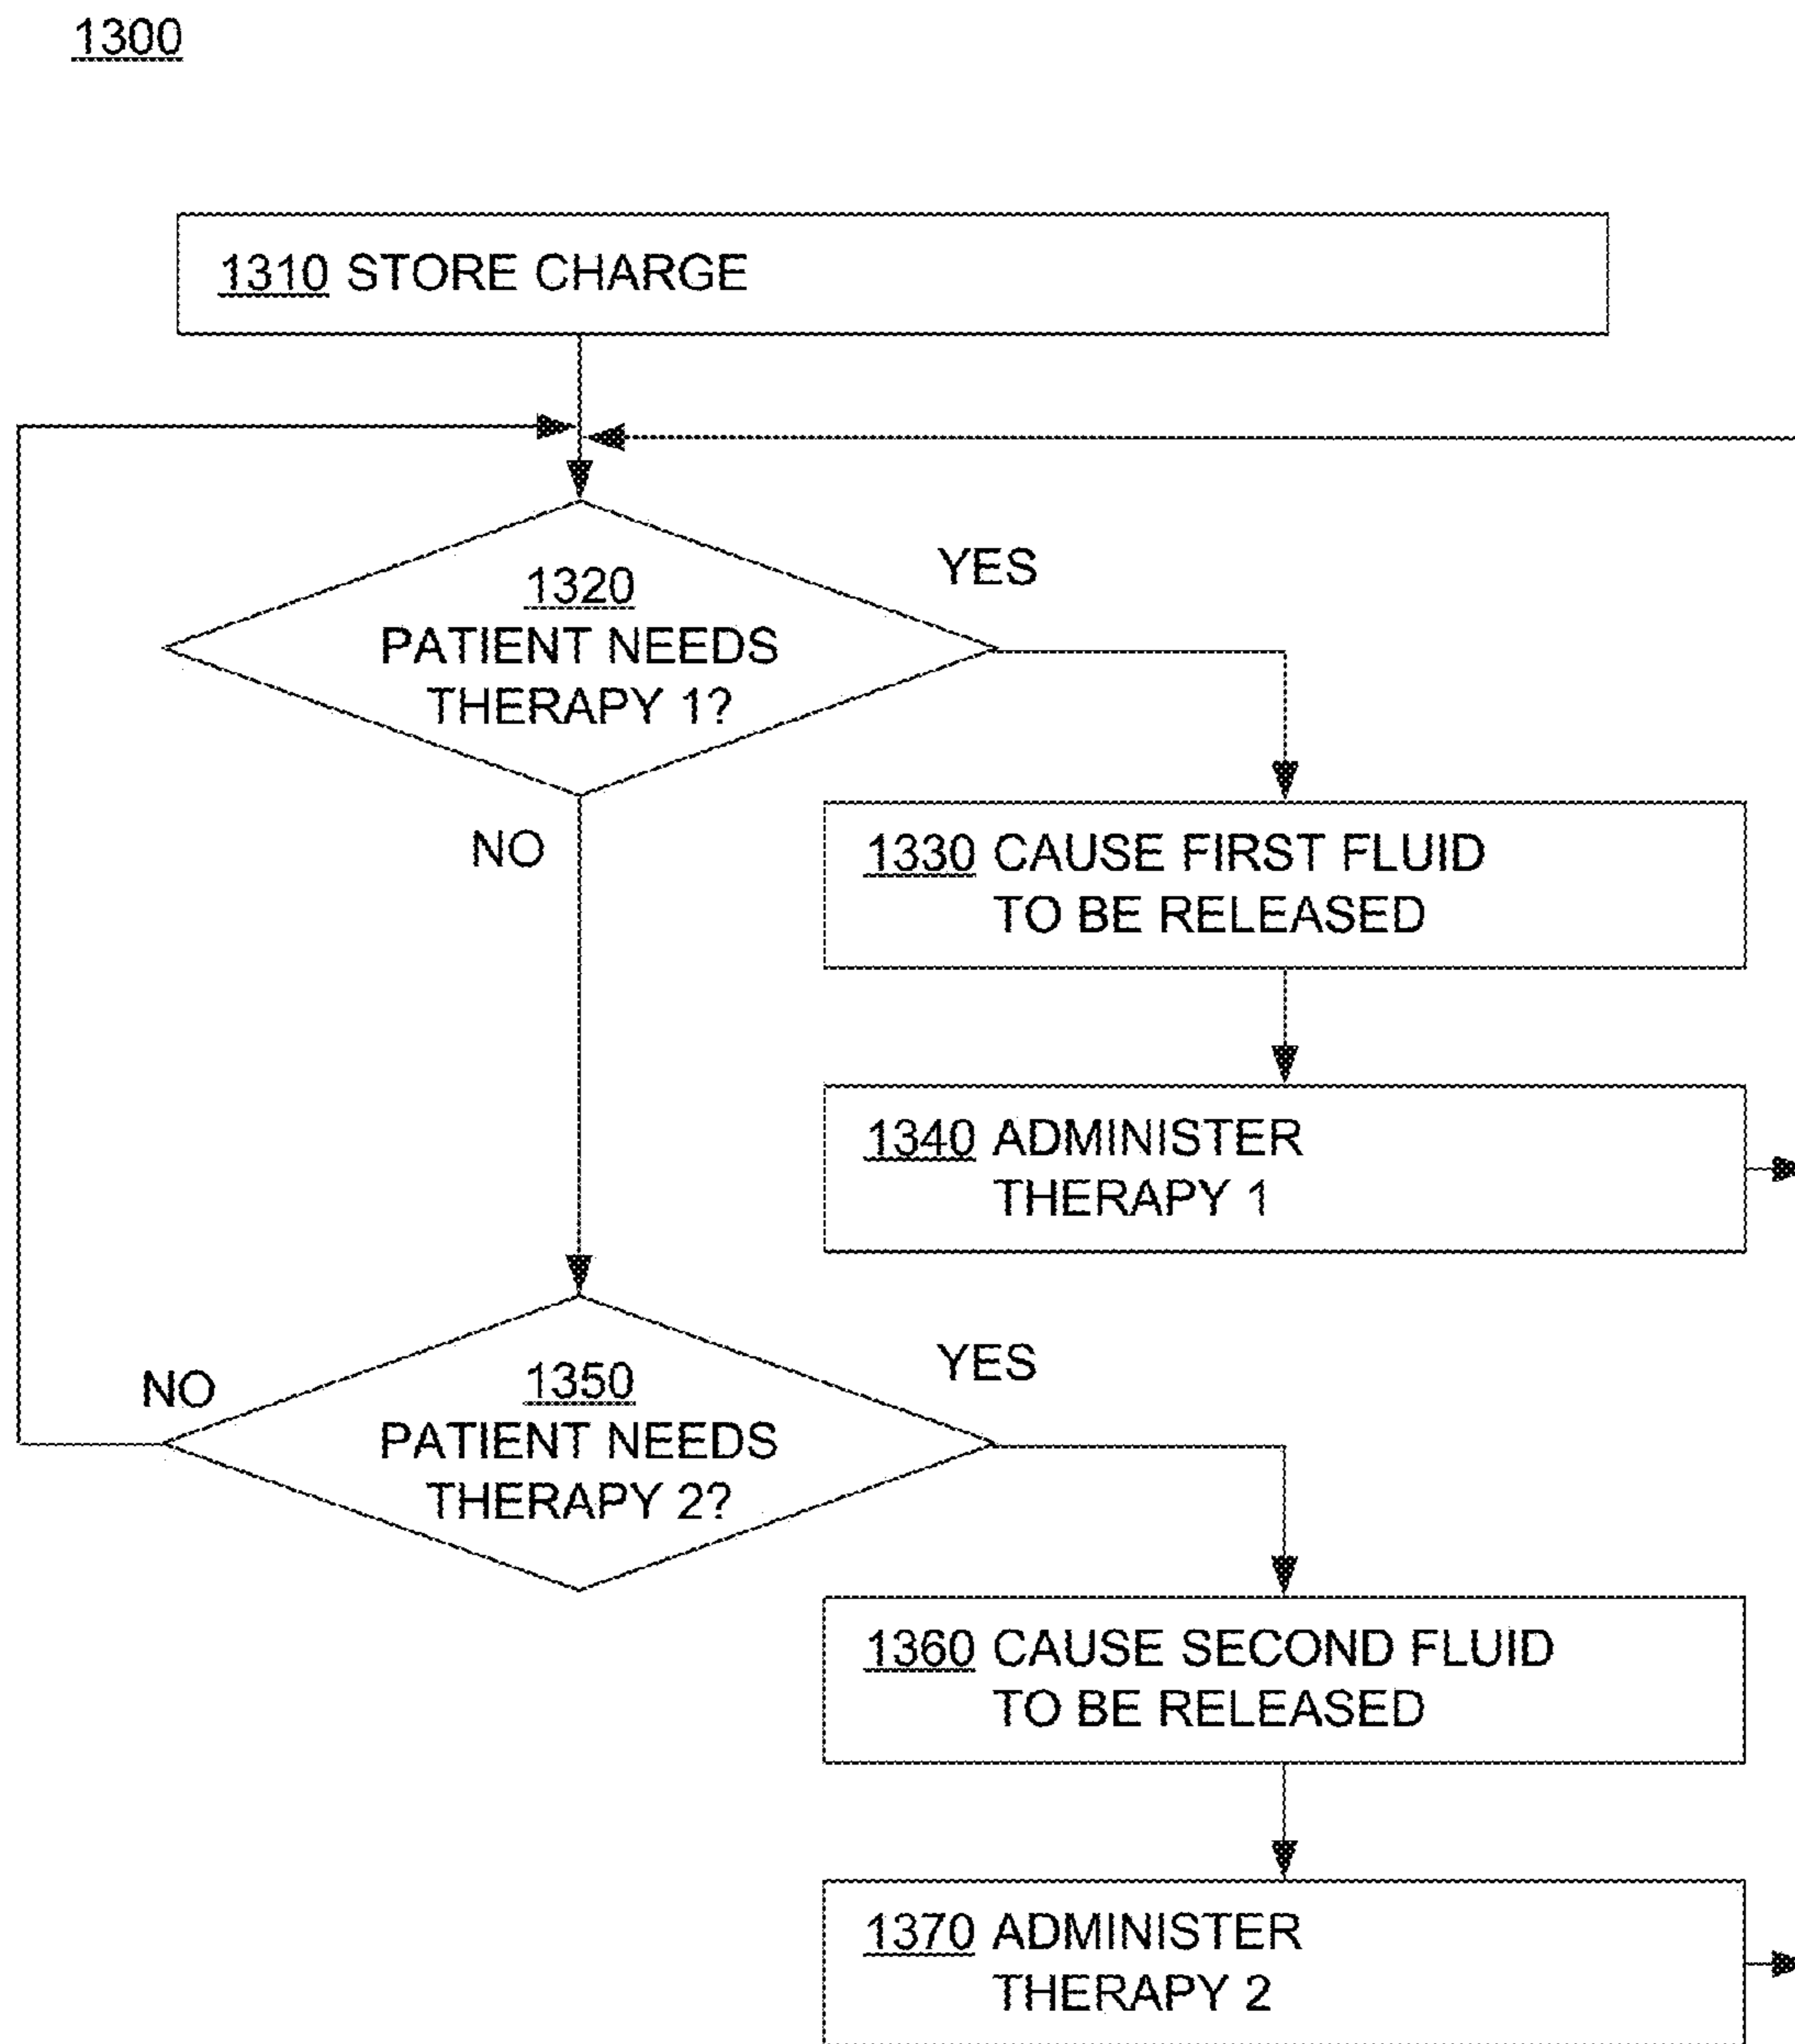 1300
1310 STORE CHARGE
1320
PATIENT NEEDS
THERAPY 1?
YES
NO
1330 CAUSE FIRST FLUID
TO BE RELEASED
1340 ADMINISTER
THERAPY 1
1350
PATIENT NEEDS
THERAPY 2?
NO
YES
1360 CAUSE SECOND FLUID
TO BE RELEASED
1370 ADMINISTER
THERAPY 2